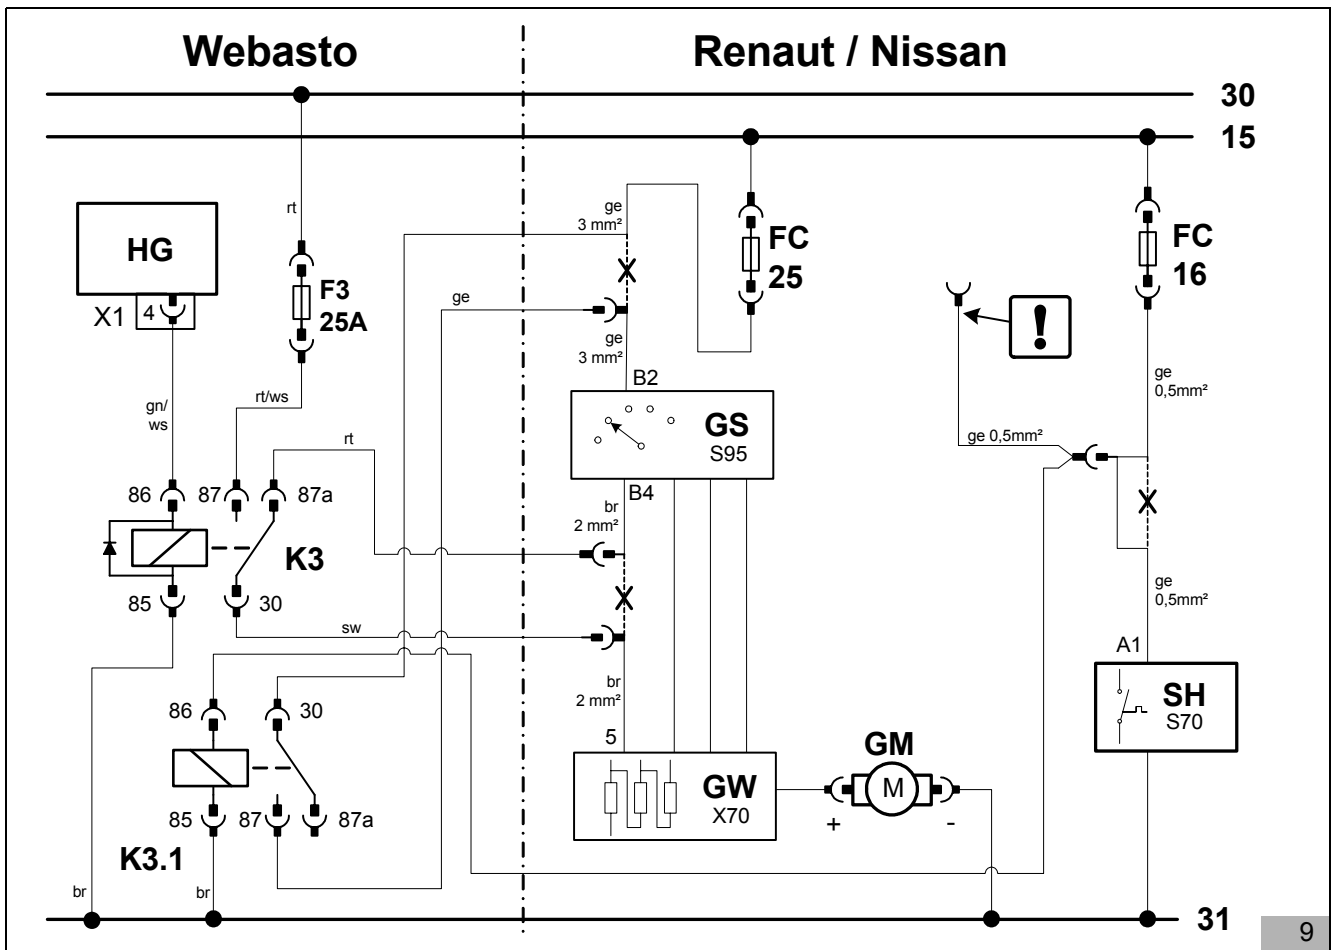 Webasto
Renaut / Nissan
30
15
rt
ge
3 mm²
HG
F3
25A
FC
25
FC
16
X1
4
ge
!
ge
3 mm²
B2
ge
0,5mm²
gn/
ws
rt/ws
rt
GS
S95
ge 0,5mm²
86
87
87a
B4
br
2 mm²
K3
85
30
ge
0,5mm²
sw
A1
br
2 mm²
86
30
SH
S70
5
GM
GW
X70
M
+
-
85
87
87a
K3.1
br
br
31
9